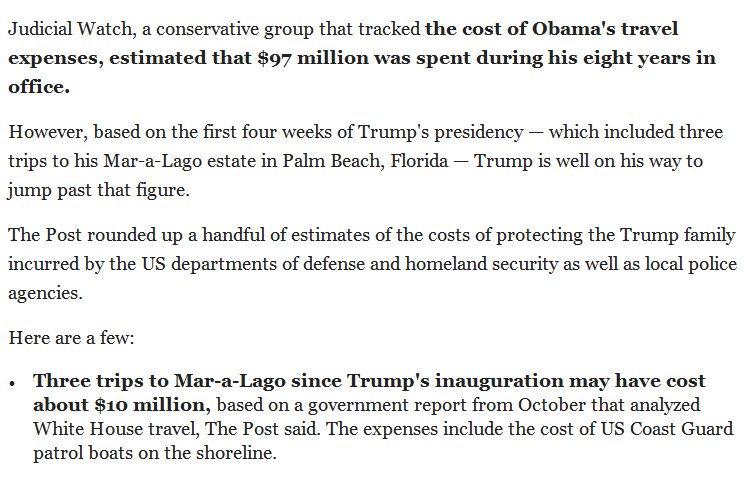 Judicial Watch, a conservative group that tracked the cost of Obama's travel
expenses, estimated that $97 million was spent during his eight years in
office.
However, based on the first four weeks of Trump's presidency — which included three
trips to his Mar-a-Lago estate in Palm Beach, Florida — Trump is well on his way to
jump past that figure.
The Post rounded up a handful of estimates of the costs of protecting the Trump family
incurred by the US departments of defense and homeland security as well as local police
agencies.
Here are a few:
• Three trips to Mar-a-Lago since Trump's inauguration may have cost
about $10 million, based on a government report from October that analyzed
White House travel, The Post said. The expenses include the cost of US Coast Guard
patrol boats on the shoreline.